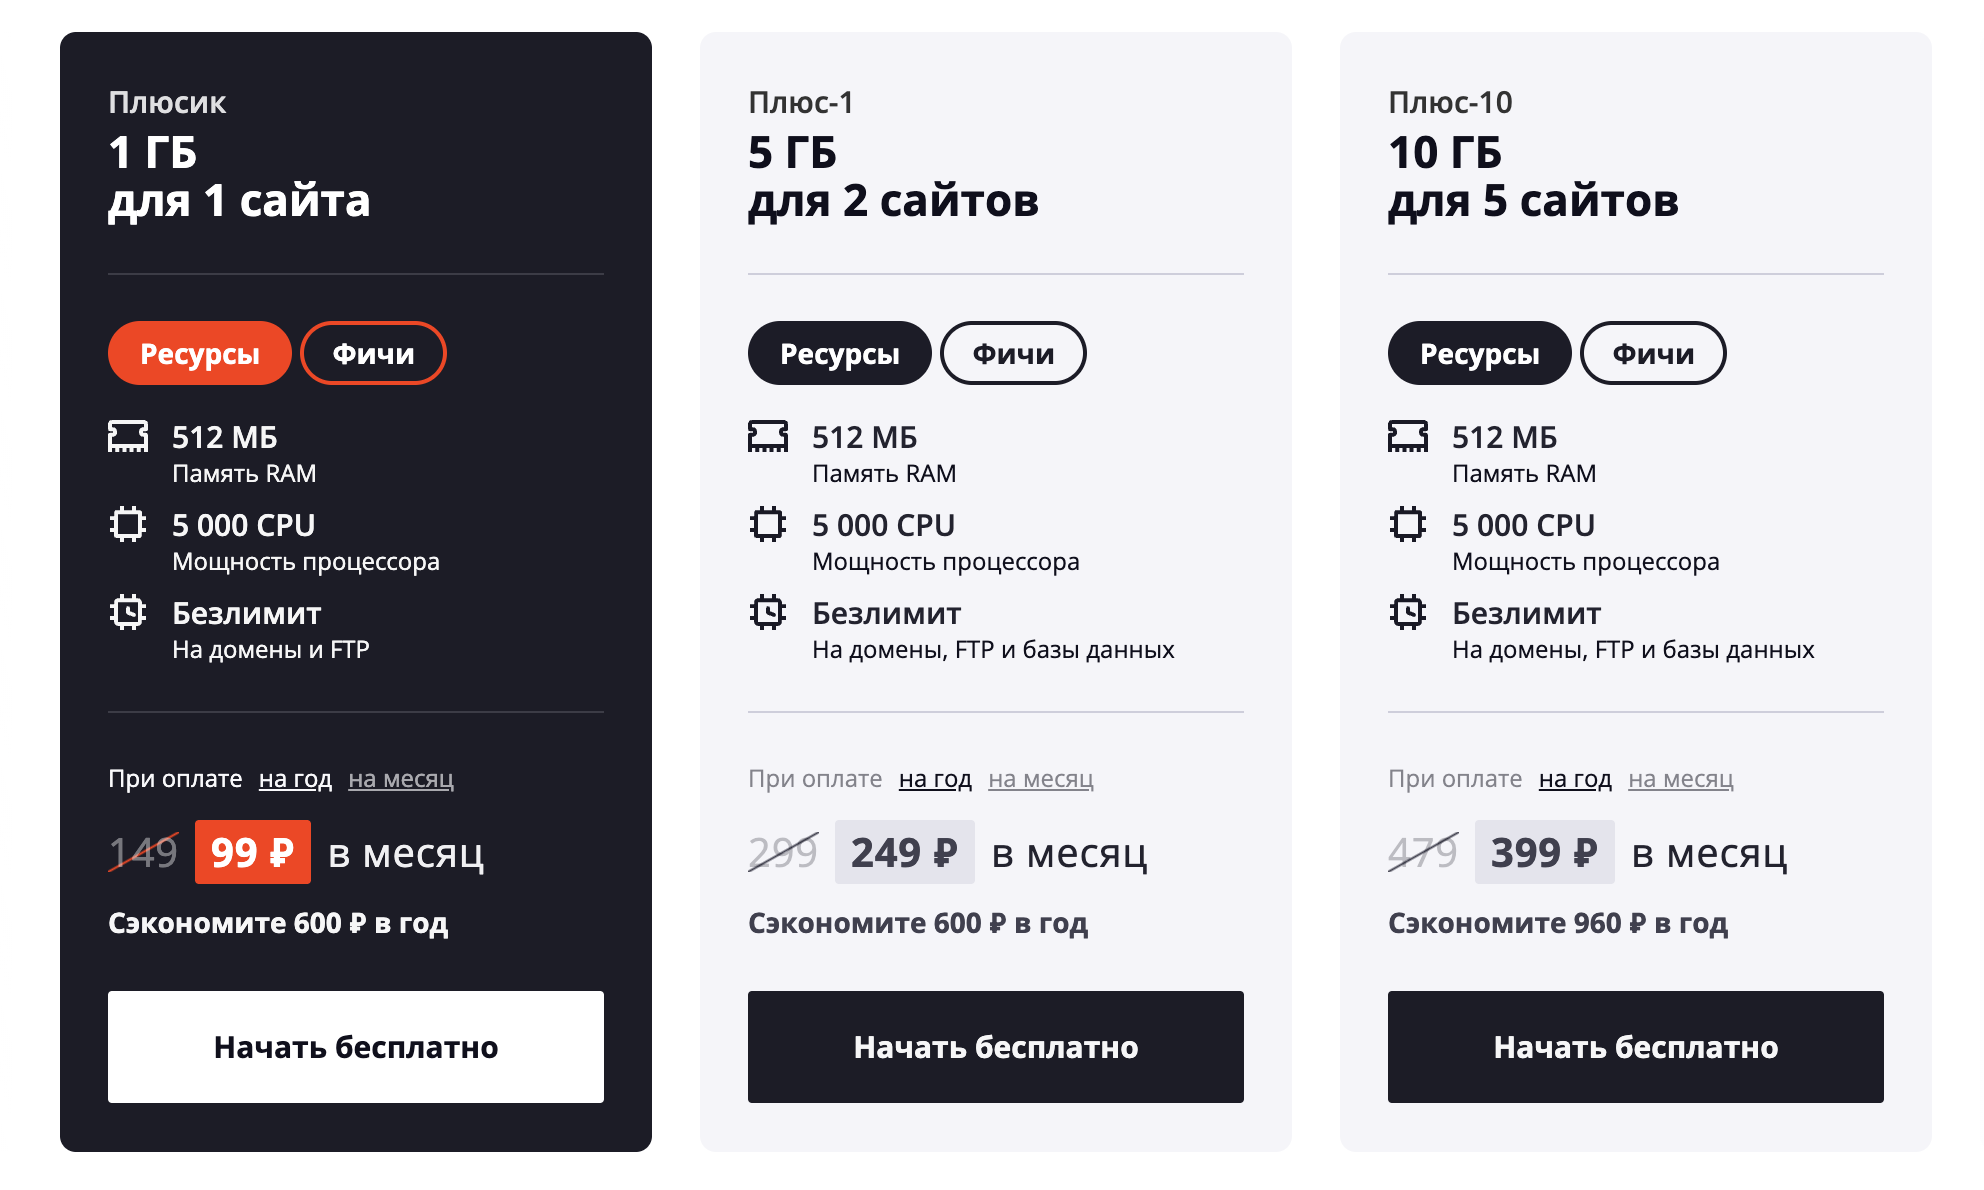 Плюсик
1 ГБ
для 1 сайта
Ресурсы Фичи
512 МБ
Память RAM
5 000 CPU
Мощность процессора
Безлимит
На домены и FTP
При оплате на год на месяц
149 99 ₽ в месяц
Сэкономите 600 ₽ в год
Начать бесплатно
Плюс-1
5 ГБ
для 2 сайтов
Ресурсы Фичи
512 МБ
Память RAM
5 000 CPU
Мощность процессора
Безлимит
На домены, FTP и базы данных
При оплате на год на месяц
299 249 ₽ в месяц
Сэкономите 600 ₽ в год
Начать бесплатно
Плюс-10
10 ГБ
для 5 сайтов
Ресурсы Фичи
512 МБ
Память RAM
5 000 CPU
Мощность процессора
Безлимит
На домены, FTP и базы данных
При оплате на год на месяц
479 399 ₽ в месяц
Сэкономите 960 ₽ в год
Начать бесплатно